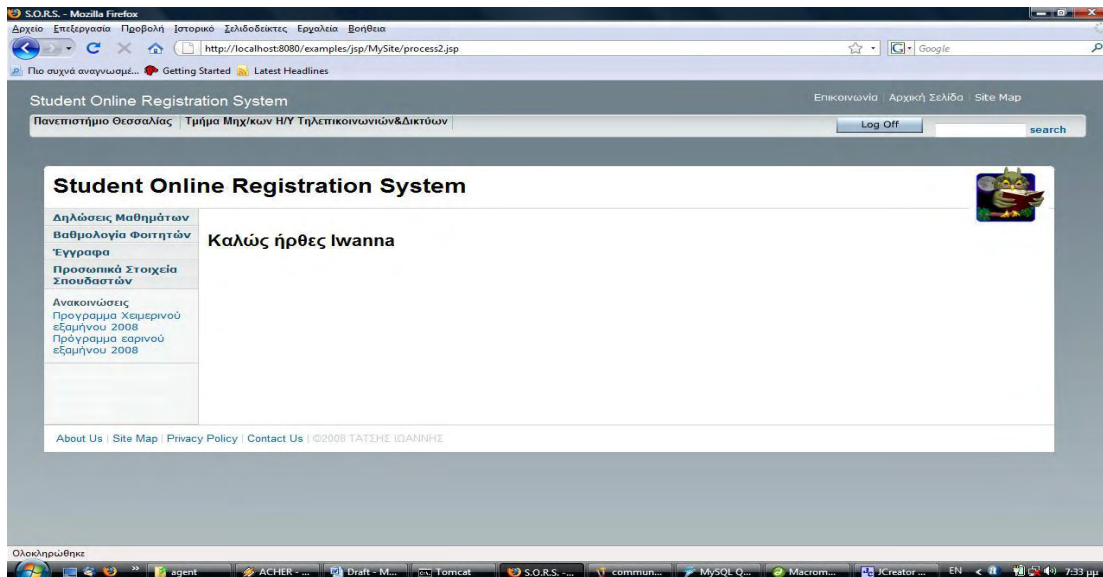 S.O.R.S. - Mozilla Firefox
Αρχείο Επεξεργασία Προβολή Ιστορικό Σελιδοδείκτες Εργαλεία Βοήθεια
http://localhost:8080/examples/jsp/MySite/process2.jsp
Google
Πιο συχνά αναγνωσμέ... Getting Started Latest Headlines
Student Online Registration System
Επικοινωνία | Αρχική Σελίδα | Site Map
Πανεπιστήμιο Θεσσαλίας | Τμήμα Μηχ/κων Η/Υ Τηλεπικοινωνιών&Δικτύων
Log Off
search
Student Online Registration System
Δηλώσεις Μαθημάτων
Βαθμολογία Φοιτητών
Έγγραφα
Προσωπικά Στοιχεία
Σπουδαστών
Καλώς ήρθες Iwanna
Ανακοινώσεις
Προγραμμα Χειμερινού
εξαμήνου 2008
Πρόγραμμα εαρινού
εξαμήνου 2008
About Us | Site Map | Privacy Policy | Contact Us | ©2008 ΤΑΤΣΗΣ ΙΩΑΝΝΗΣ
Ολοκληρώθηκε
agent ACHER - ... Draft - M... Tomcat S.O.R.S. -... commun... MySQL Q... Macrom... JCreator ... EN 7:33 μμ